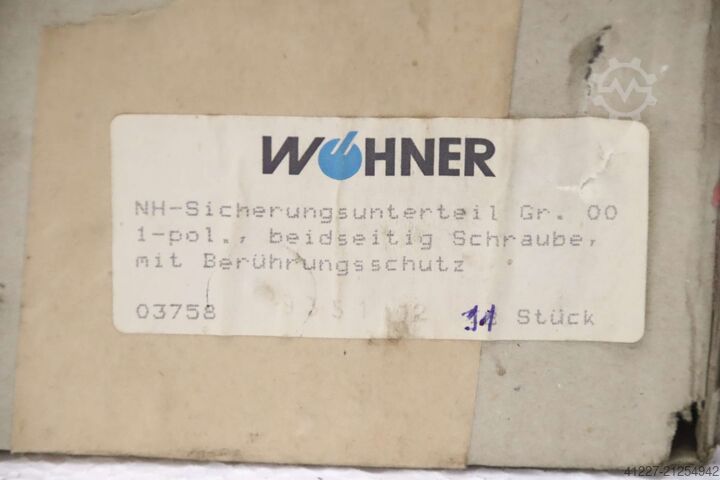 WÖHNER
NH-Sicherungsunterteil Gr. 00
1-pol., beidseitig Schraube,
mit Berührungsschutz
03758 Stück
41227-21254942